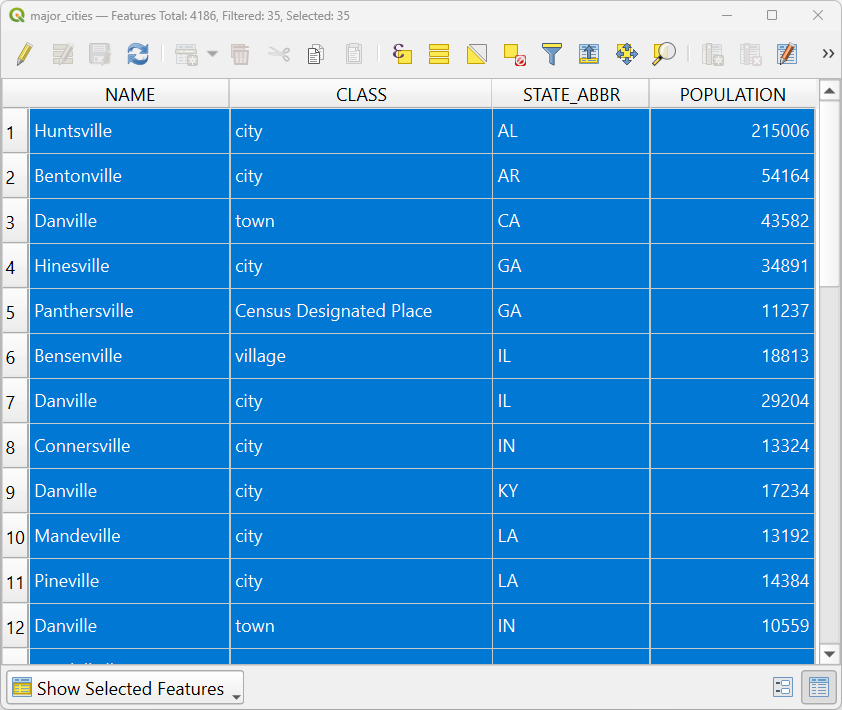 major_cities — Features Total: 4186, Filtered: 35, Selected: 35
NAME CLASS STATE_ABBR POPULATION
1 Huntsville city AL 215006
2 Bentonville city AR 54164
3 Danville town CA 43582
4 Hinesville city GA 34891
5 Panthersville Census Designated Place GA 11237
6 Bensenville village IL 18813
7 Danville city IL 29204
8 Connersville city IN 13324
9 Danville city KY 17234
10 Mandeville city LA 13192
11 Pineville city LA 14384
12 Danville town IN 10559
Show Selected Features